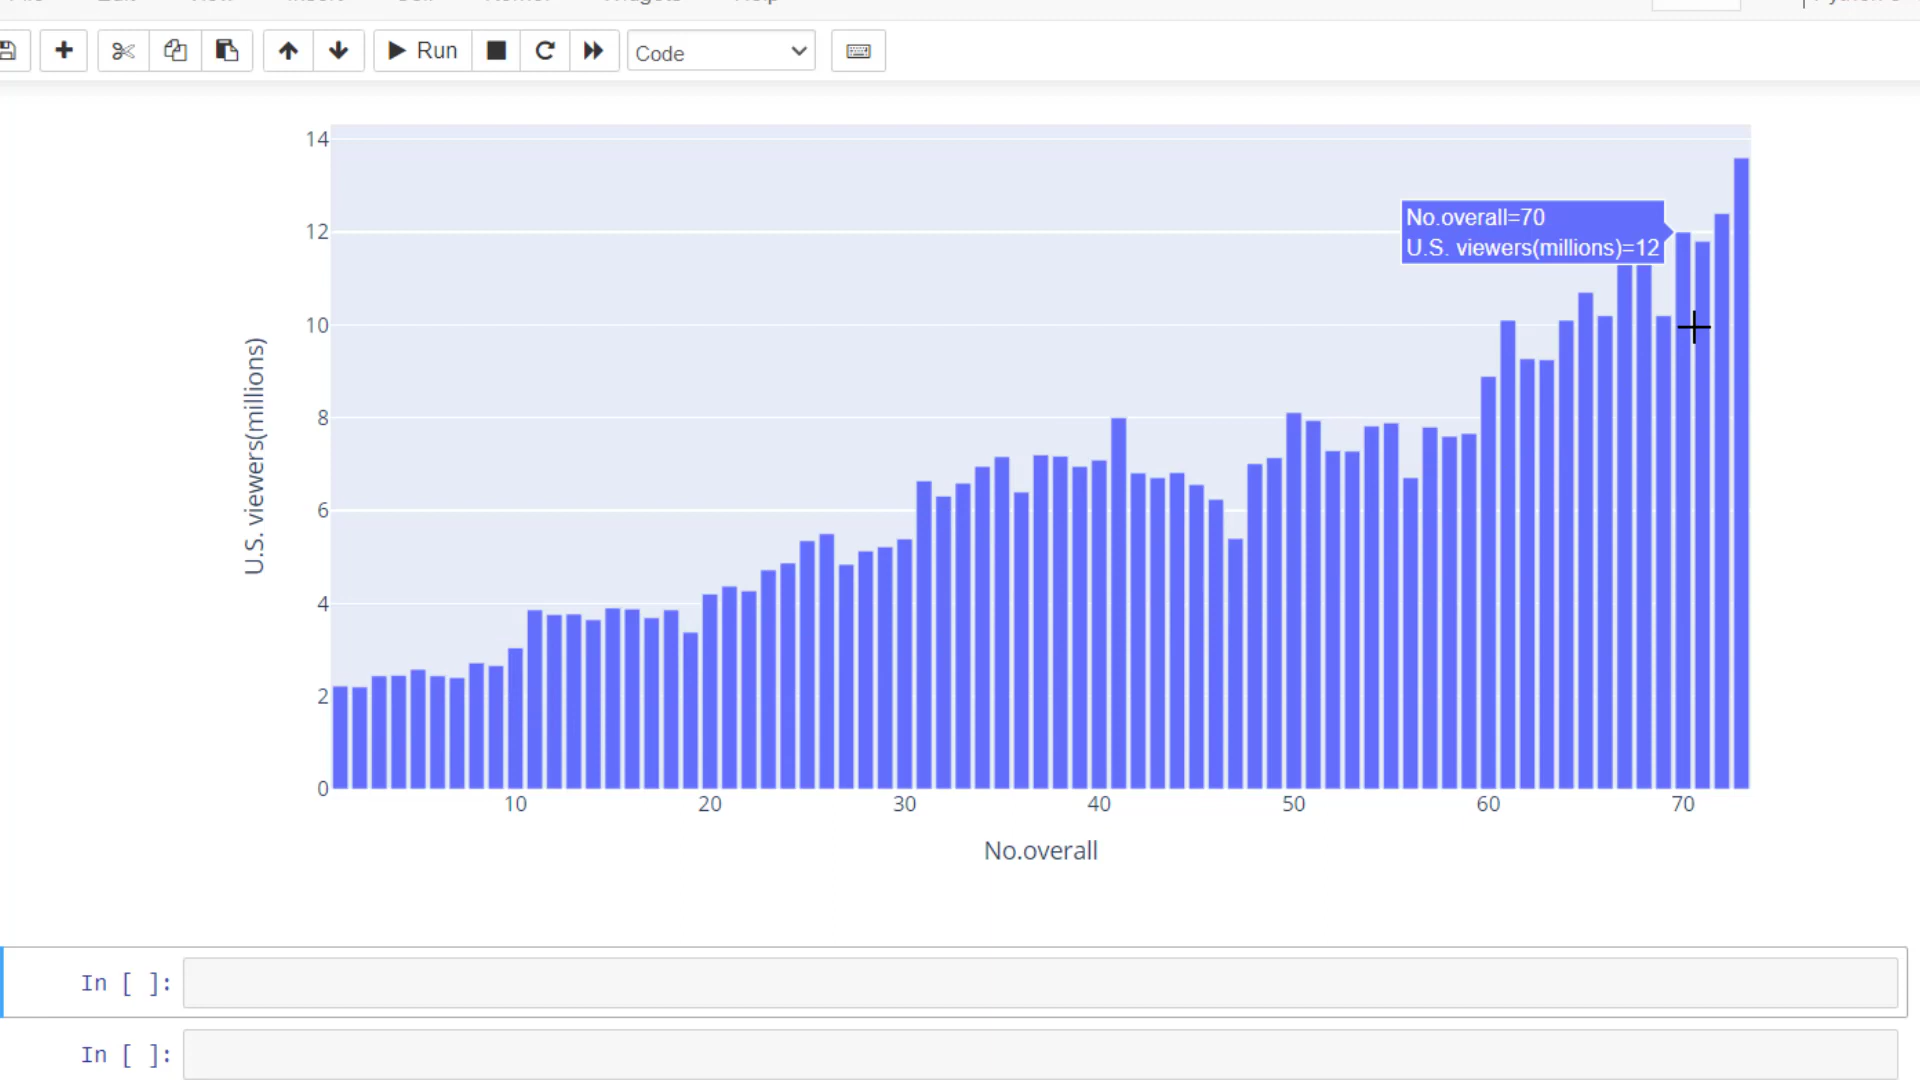 Run
Code
14
No.overall=70
12
U.S. viewers(millions)=12
10
8
6
4
2
0
U.S. viewers(millions)
10 20 30 40 50 60 70
No.overall
In [ ]:
In [ ]: